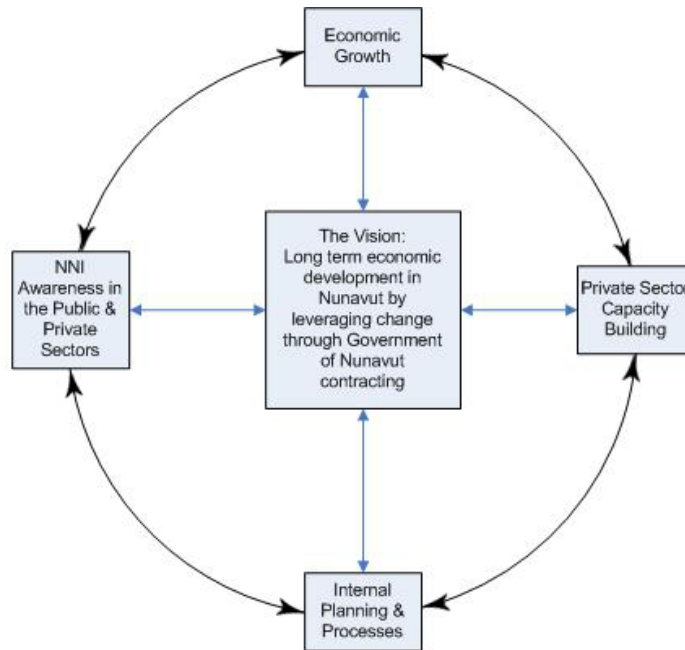 Economic
Growth
The Vision:
Long term economic
development in
Nunavut by
leveraging change
through Government
of Nunavut
contracting
NNI
Awareness in
the Public &
Private
Sectors
Private Sector
Capacity
Building
Internal
Planning &
Processes